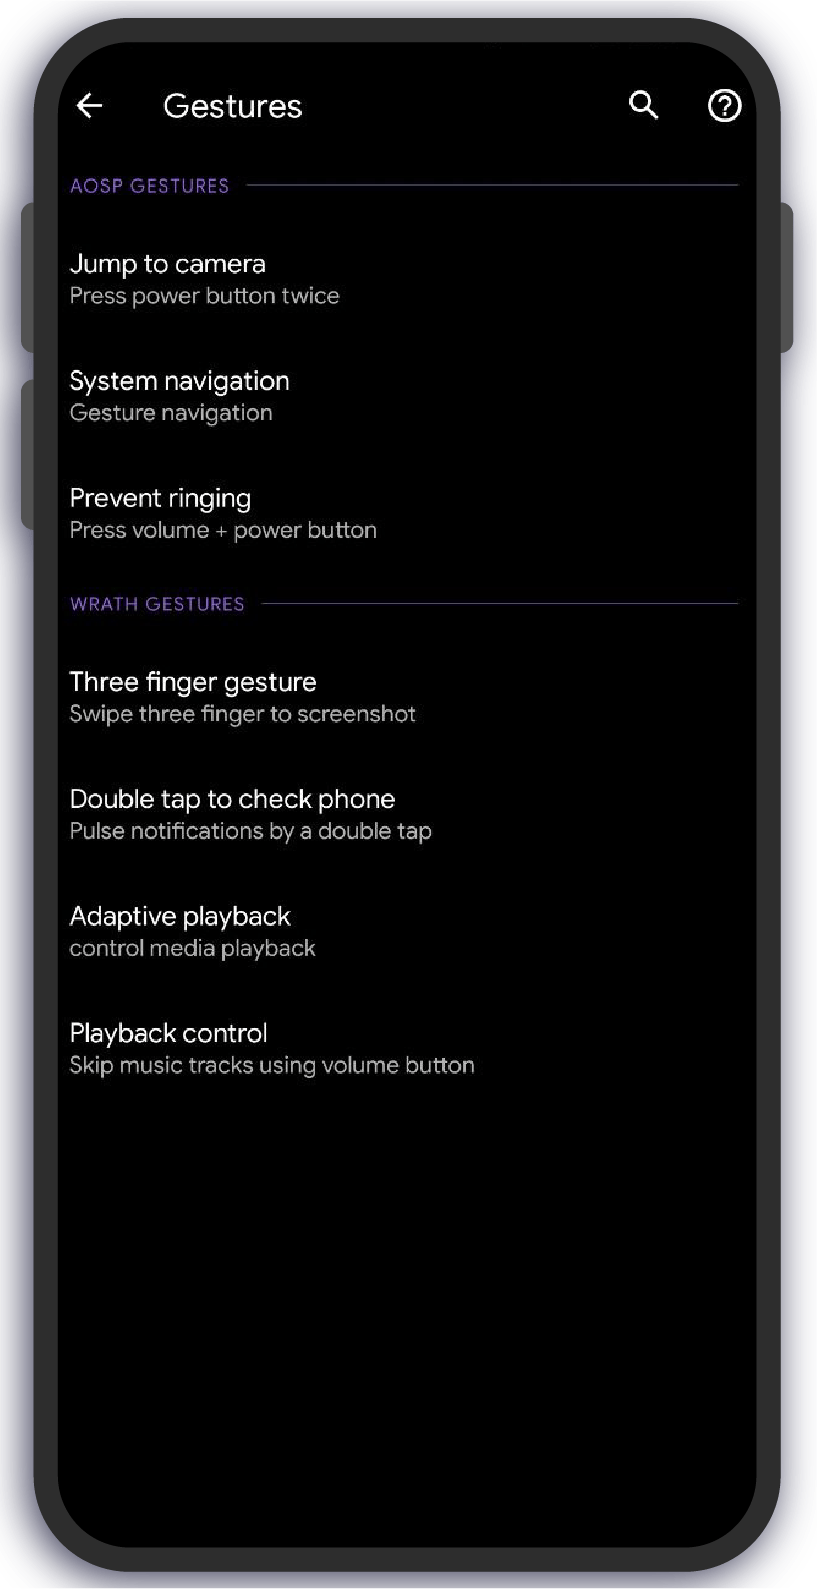 Gestures
AOSP GESTURES
Jump to camera
Press power button twice
System navigation
Gesture navigation
Prevent ringing
Press volume + power button
WRATH GESTURES
Three finger gesture
Swipe three finger to screenshot
Double tap to check phone
Pulse notifications by a double tap
Adaptive playback
control media playback
Playback control
Skip music tracks using volume button